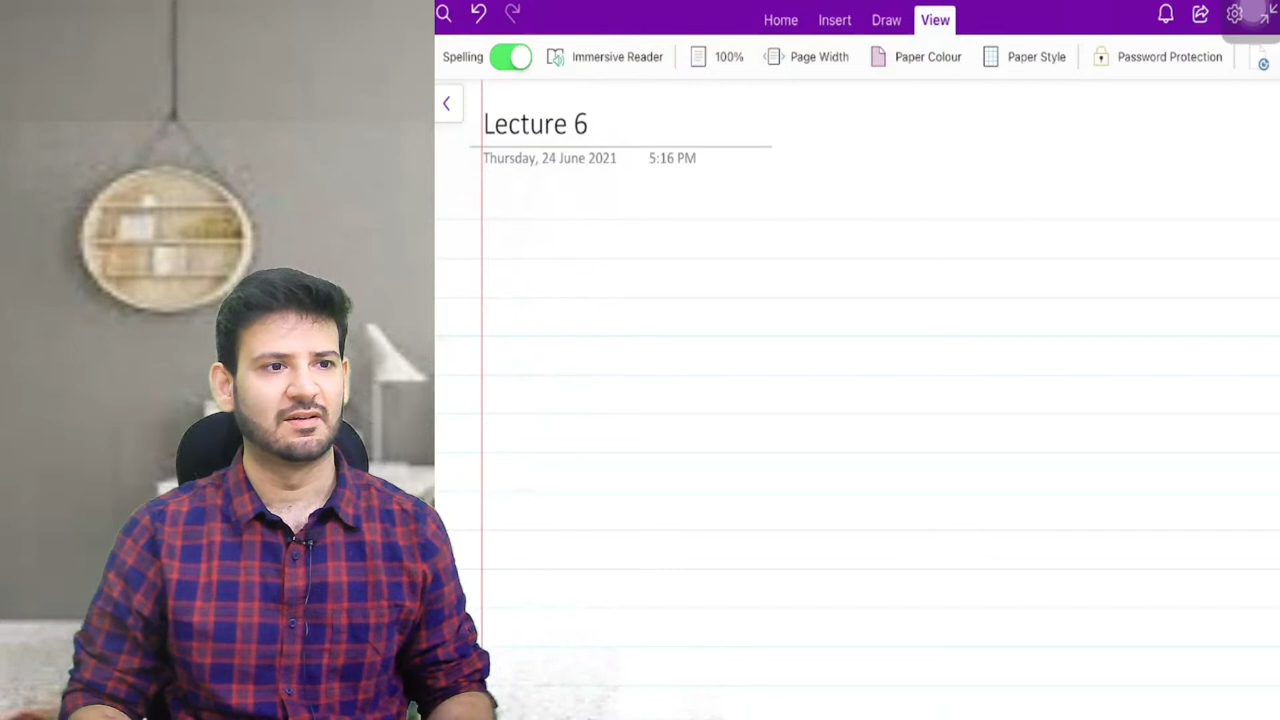 Home Insert Draw View
Spelling Immersive Reader 100% Page Width Paper Colour Paper Style Password Protection
Lecture 6
Thursday, 24 June 2021 5:16 PM